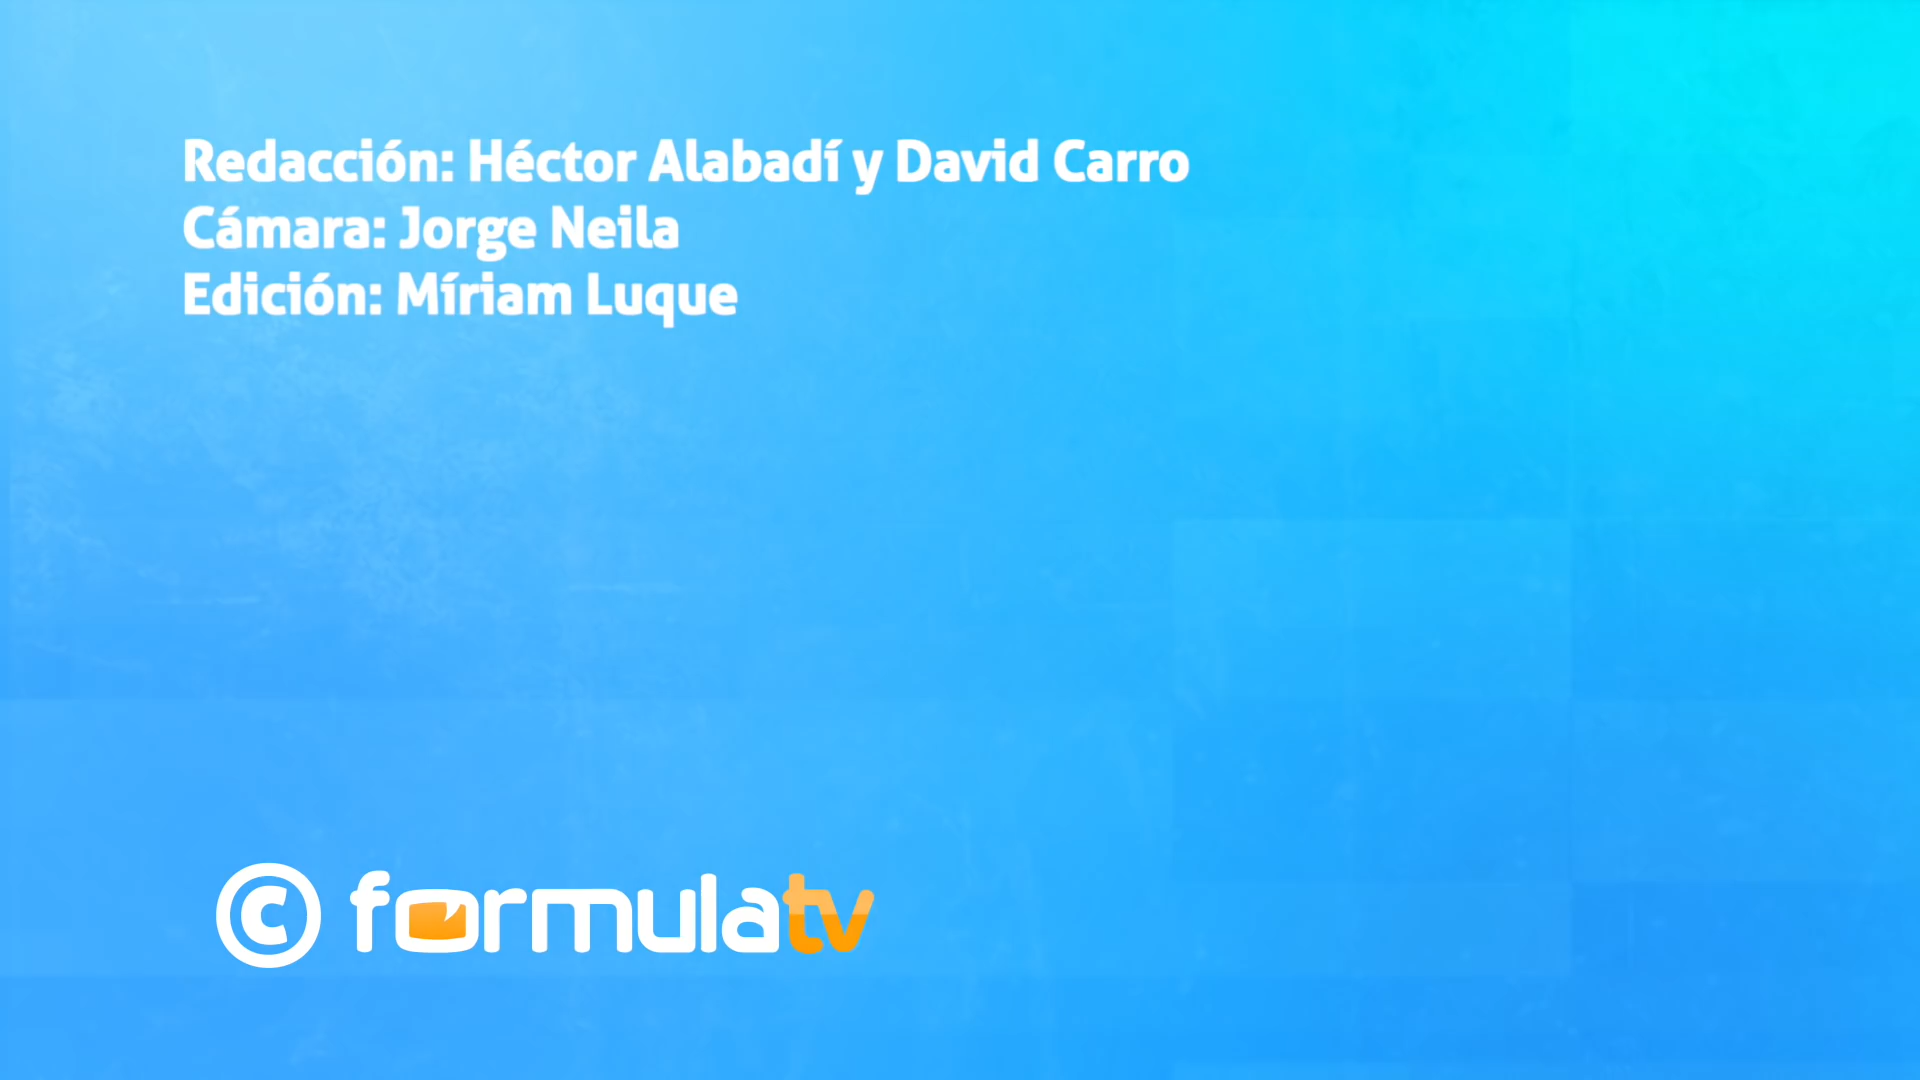 Redacción: Héctor Alabadí y David Carro
Cámara: Jorge Neila
Edición: Míriam Luque
© formulatv